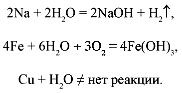 2Na + 2H₂O = 2NaOH + H₂↑,
4Fe + 6H₂O + 3O₂ = 4Fe(OH)₃,
Cu + H₂O ≠ нет реакции.